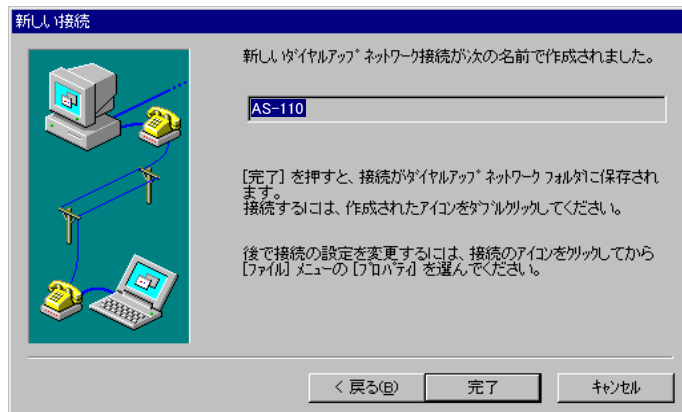 新しい接続
新しいダイヤルアップ ネットワーク接続が次の名前で作成されました。
AS-110
[完了] を押すと、接続がダイヤルアップ ネットワーク フォルダに保存され
ます。
接続するには、作成されたアイコンをダブルクリックしてください。
後で接続の設定を変更するには、接続のアイコンをクリックしてから
[ファイル] メニューの [プロパティ] を選んでください。
< 戻る(B)
完了
キャンセル